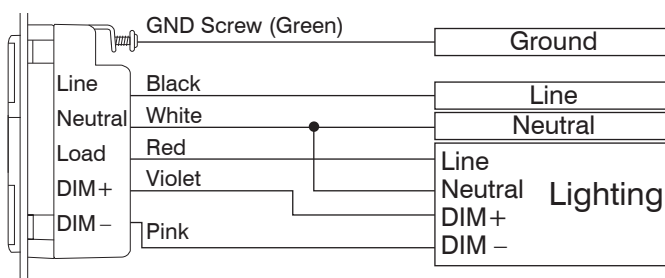 GND Screw (Green)
Ground
Line
Black
Line
Neutral
White
Neutral
Load
Red
Line
DIM+
Violet
Neutral
Lighting
DIM+
DIM –
Pink
DIM –